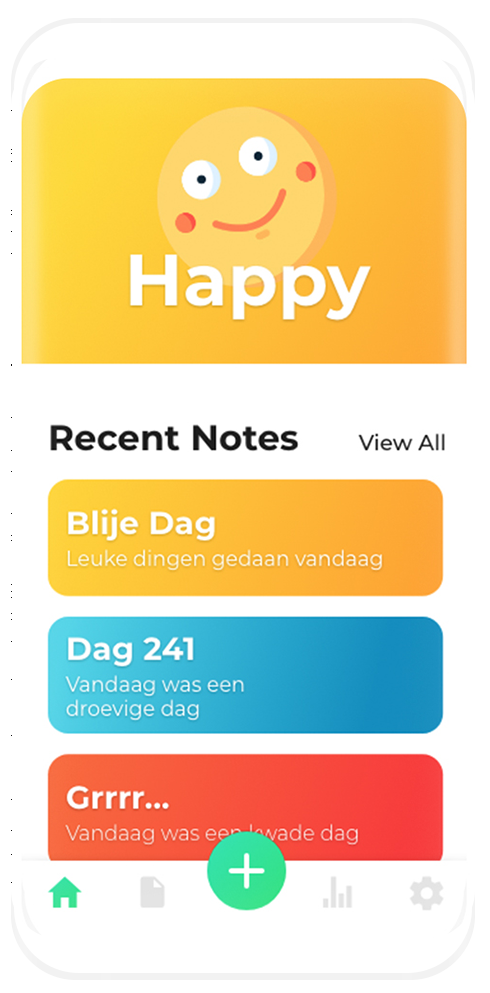 Happy
Recent Notes
View All
Blije Dag
Leuke dingen gedaan vandaag
Dag 241
Vandaag was een
droevige dag
Grrrr...
Vandaag was een kwade dag